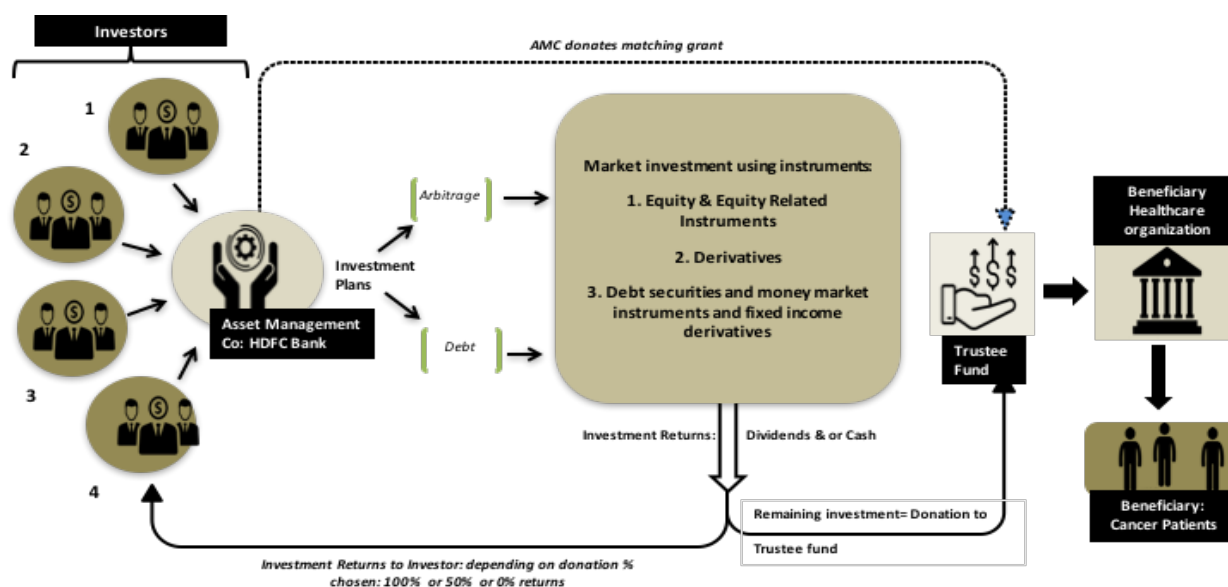 Investors
AMC donates matching grant
1
2
3
4
Asset Management
Co: HDFC Bank
Investment
Plans
Arbitrage
Debt
Market investment using instruments:
1. Equity & Equity Related
Instruments
2. Derivatives
3. Debt securities and money market
instruments and fixed income
derivatives
Investment Returns:
Dividends & or Cash
Remaining investment= Donation to
Trustee fund
Investment Returns to Investor: depending on donation %
chosen: 100% or 50% or 0% returns
Trustee
Fund
Beneficiary
Healthcare
organization
Beneficiary:
Cancer Patients